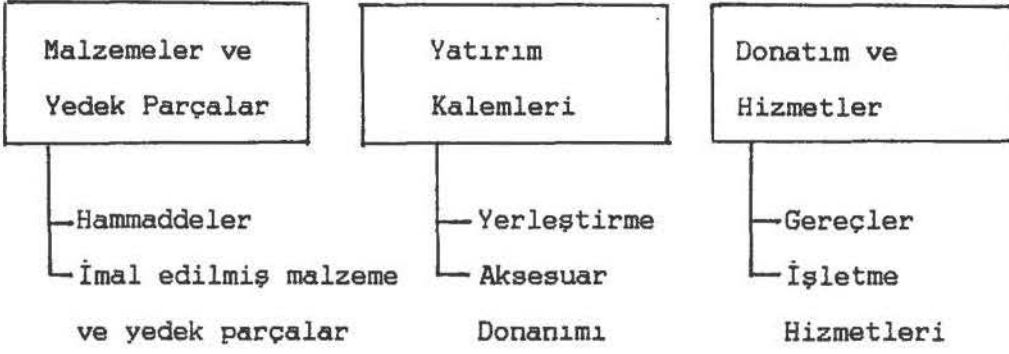 Malzemeler ve
Yedek Parçalar
Hammaddeler
İmal edilmiş malzeme
ve yedek parçalar
Yatırım
Kalemleri
Yerleştirme
Aksesuar
Donanımı
Donatım ve
Hizmetler
Gereçler
İşletme
Hizmetleri